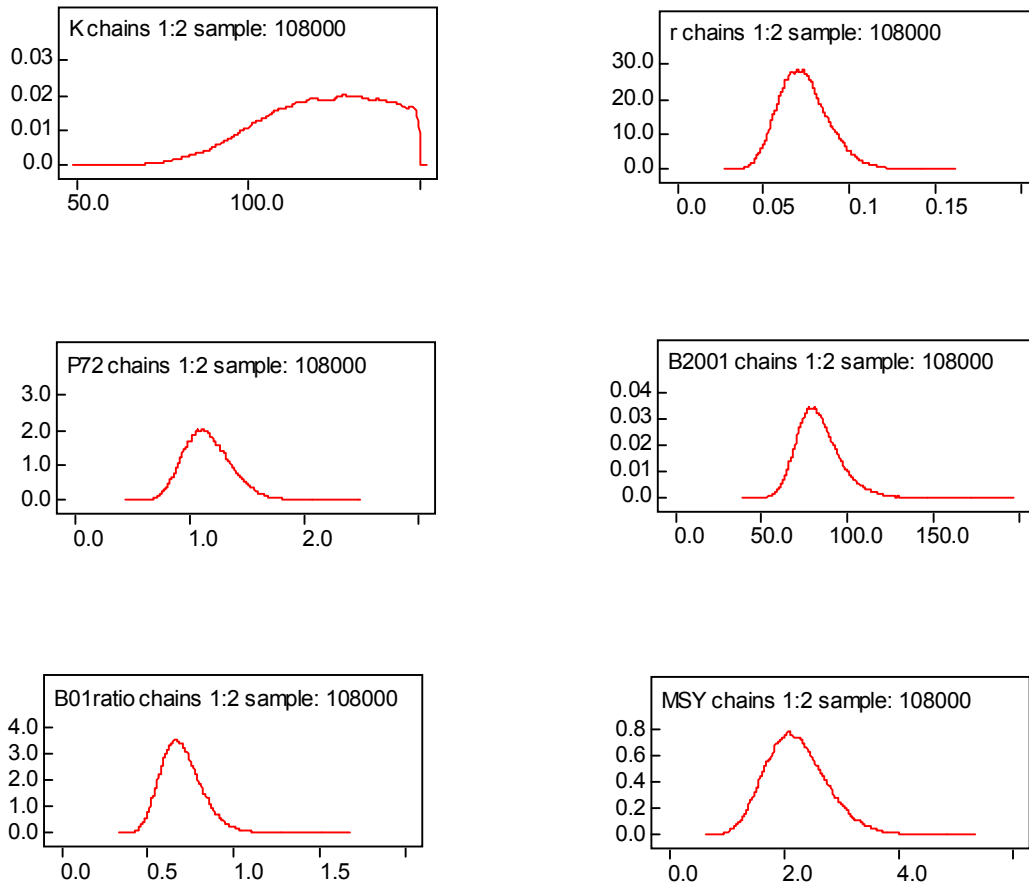 K chains 1:2 sample: 108000
0.03
0.02
0.01
0.0
50.0 100.0
r chains 1:2 sample: 108000
30.0
20.0
10.0
0.0
0.0 0.05 0.1 0.15
P72 chains 1:2 sample: 108000
3.0
2.0
1.0
0.0
0.0 1.0 2.0
B2001 chains 1:2 sample: 108000
0.04
0.03
0.02
0.01
0.0
0.0 50.0 100.0 150.0
B01ratio chains 1:2 sample: 108000
4.0
3.0
2.0
1.0
0.0
0.0 0.5 1.0 1.5
MSY chains 1:2 sample: 108000
0.8
0.6
0.4
0.2
0.0
0.0 2.0 4.0